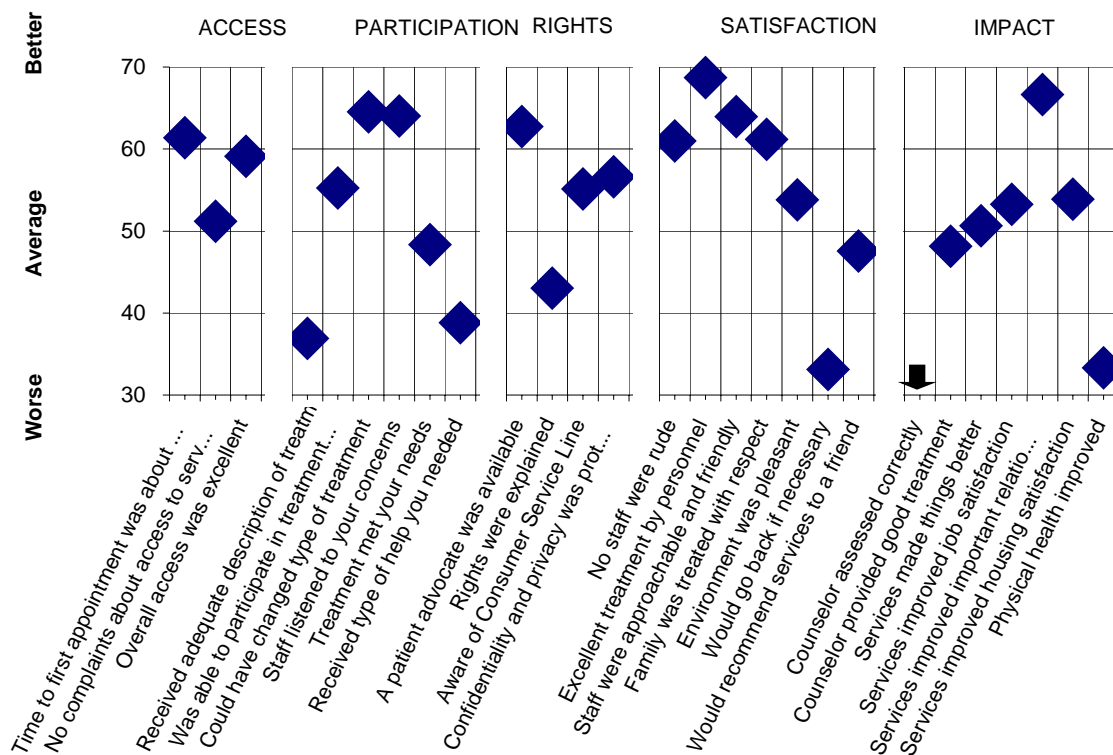 ACCESS
PARTICIPATION
RIGHTS
SATISFACTION
IMPACT
Better
Average
Worse
70
60
50
40
30
Time to first appointment was about ...
No complaints about access to serv...
Overall access was excellent
Received adequate description of treatm
Was able to participate in treatment...
Could have changed type of treatment
Staff listened to your concerns
Treatment met your needs
Received type of help you needed
A patient advocate was available
Rights were explained
Aware of Consumer Service Line
Confidentiality and privacy was prot...
No staff were rude
Excellent treatment by personnel
Staff were approachable and friendly
Family was treated with respect
Environment was pleasant
Would go back if necessary
Would recommend services to a friend
Counselor assessed correctly
Counselor provided good treatment
Services made things better
Services improved job satisfaction
Services improved important relatio...
Services improved housing satisfaction
Physical health improved